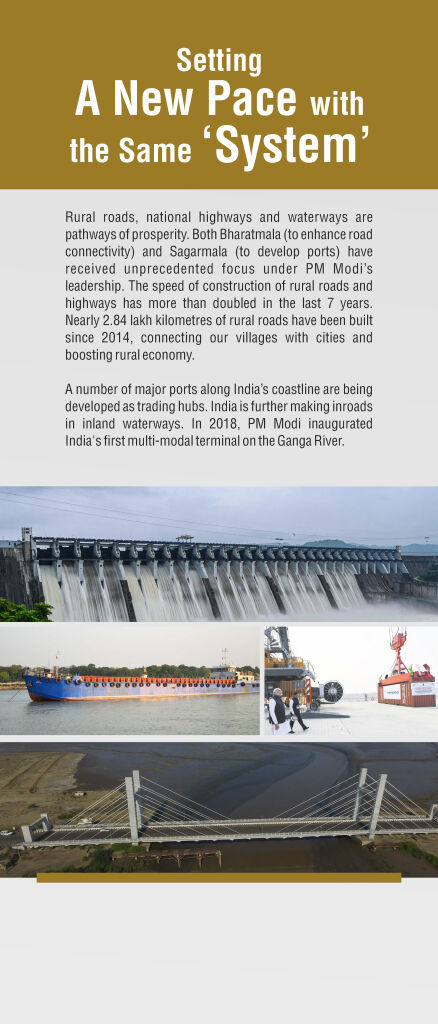 Setting
A New Pace with
the Same ‘System’
Rural roads, national highways and waterways are
pathways of prosperity. Both Bharatmala (to enhance road
connectivity) and Sagarmala (to develop ports) have
received unprecedented focus under PM Modi’s
leadership. The speed of construction of rural roads and
highways has more than doubled in the last 7 years.
Nearly 2.84 lakh kilometres of rural roads have been built
since 2014, connecting our villages with cities and
boosting rural economy.
A number of major ports along India’s coastline are being
developed as trading hubs. India is further making inroads
in inland waterways. In 2018, PM Modi inaugurated
India's first multi-modal terminal on the Ganga River.